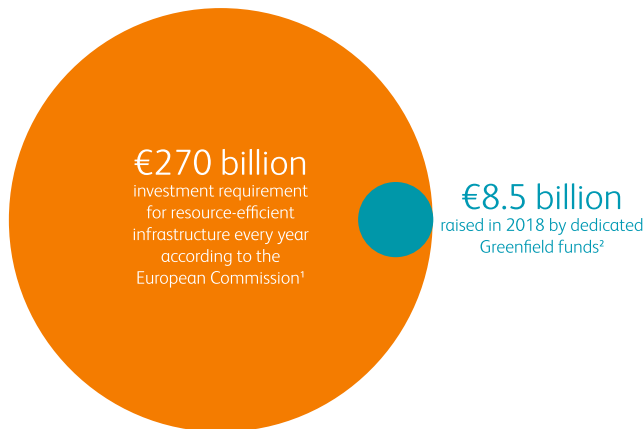 €270 billion
investment requirement
for resource-efficient
infrastructure every year
according to the
European Commission¹
€8.5 billion
raised in 2018 by dedicated
Greenfield funds²